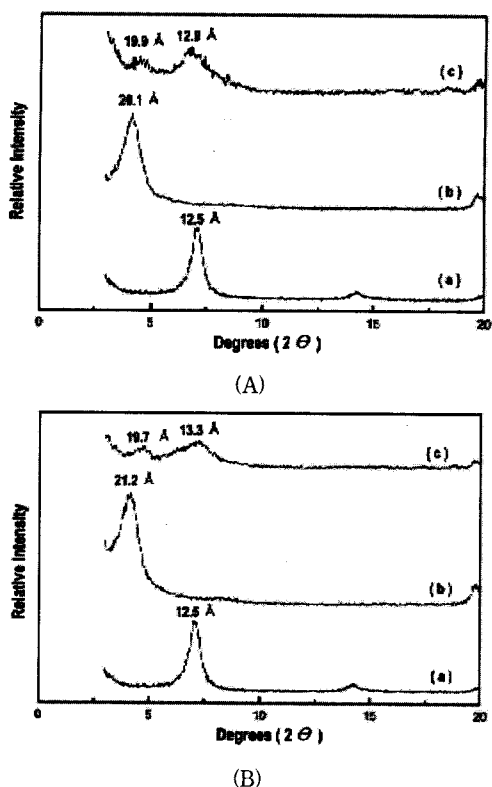 19.9 Å 12.8 Å
(c)
20.1 Å
(b)
12.5 Å
(a)
Relative Intensity
0 5 10 15 20
Degrees ( 2 Θ )
(A)
19.7 Å 13.3 Å
(c)
21.2 Å
(b)
12.5 Å
(a)
Relative Intensity
0 5 10 15 20
Degrees ( 2 Θ )
(B)